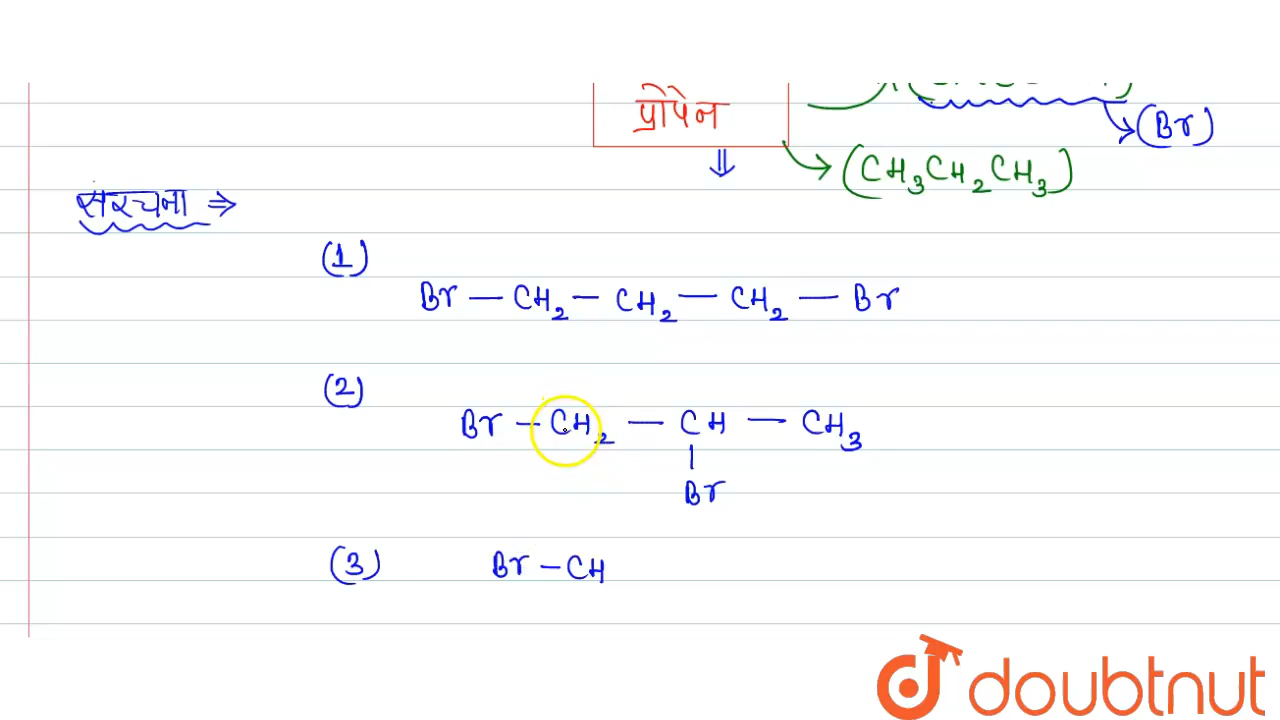 प्रोपेन
(Br)
(CH₃CH₂CH₃)
संरचना ⇒
(1)
Br — CH₂ — CH₂ — CH₂ — Br
(2)
Br — CH₂ — CH — CH₃
|
Br
(3) Br — CH
doubtnut